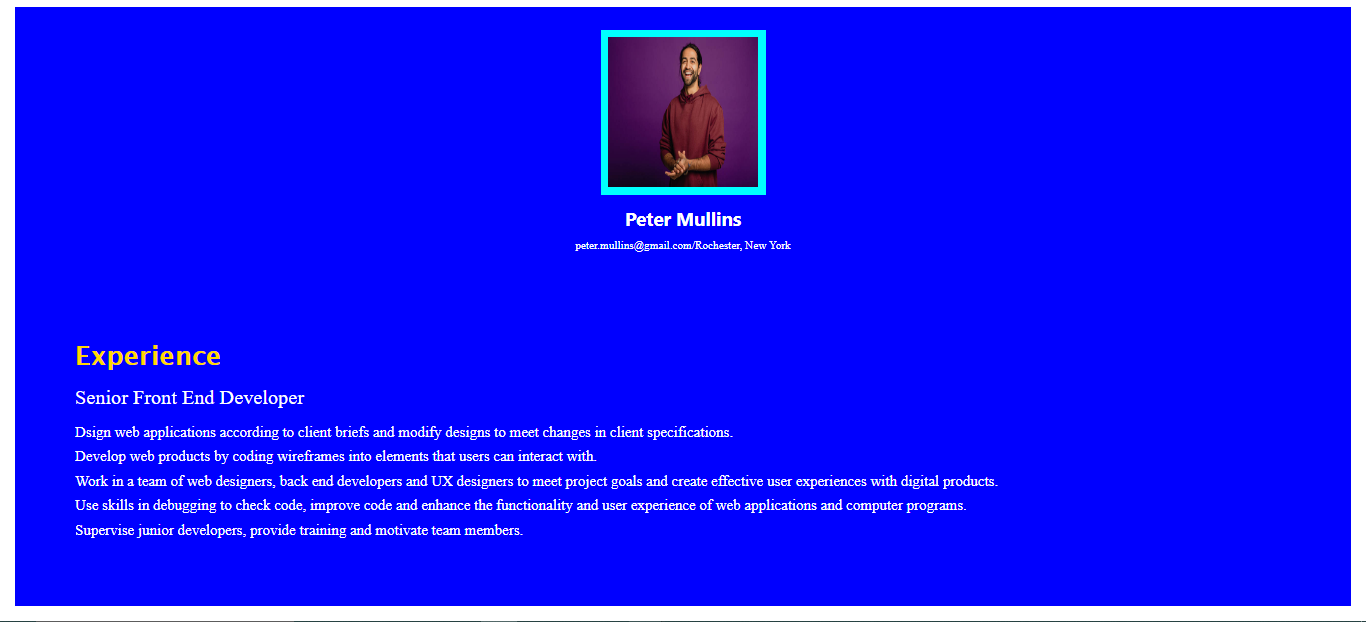 Peter Mullins
peter.mullins@gmail.com/Rochester, New York
Experience
Senior Front End Developer
Dsign web applications according to client briefs and modify designs to meet changes in client specifications.
Develop web products by coding wireframes into elements that users can interact with.
Work in a team of web designers, back end developers and UX designers to meet project goals and create effective user experiences with digital products.
Use skills in debugging to check code, improve code and enhance the functionality and user experience of web applications and computer programs.
Supervise junior developers, provide training and motivate team members.